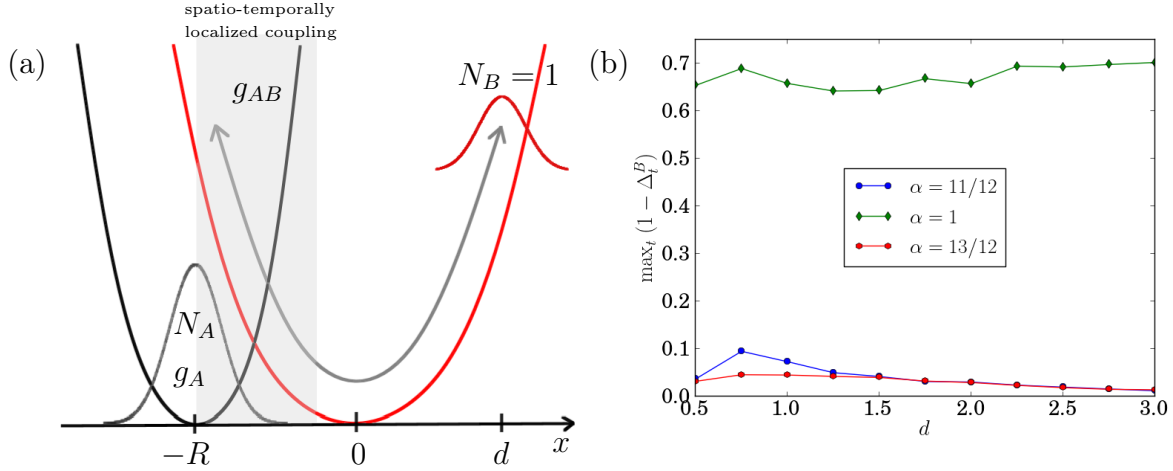 spatio-temporally
localized coupling
(a)
g_{AB}
N_B = 1
N_A
g_A
−R
0
d
x
(b)
max_t (1 − Δ_t^B)
0.7
0.6
0.5
0.4
0.3
0.2
0.1
0.0
α = 11/12
α = 1
α = 13/12
0.5
1.0
1.5
2.0
2.5
3.0
d